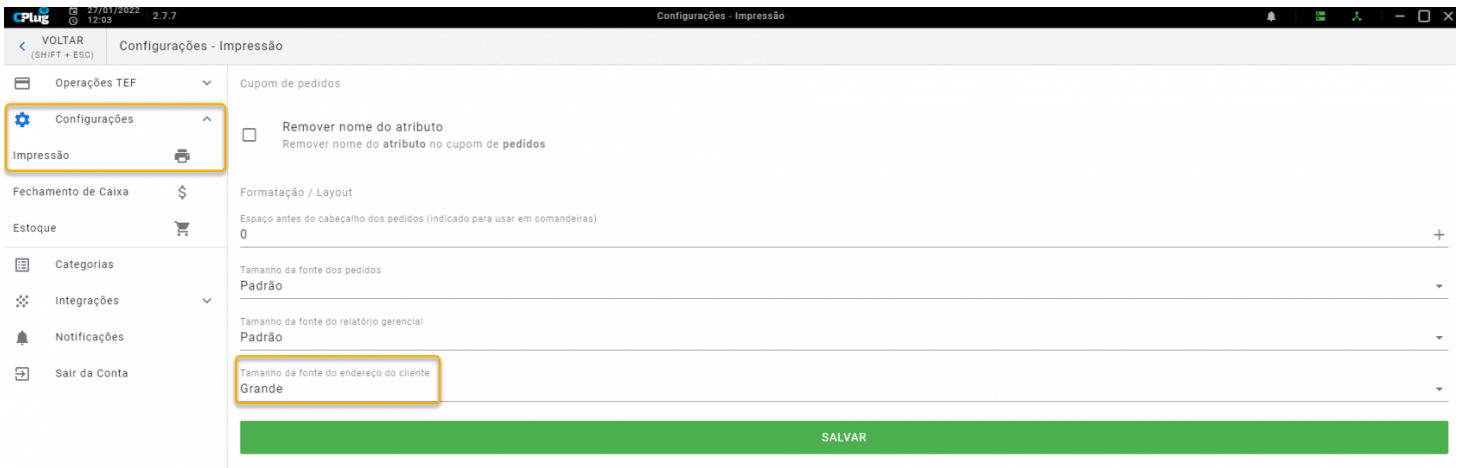 CPlug 27/01/2022 12:03 2.7.7 Configurações - Impressão
VOLTAR
(SHIFT + ESC)
Configurações - Impressão
Operações TEF
Configurações
Impressão
Fechamento de Caixa
Estoque
Categorias
Integrações
Notificações
Sair da Conta
Cupom de pedidos
Remover nome do atributo
Remover nome do atributo no cupom de pedidos
Formatação / Layout
Espaço antes do cabeçalho dos pedidos (indicado para usar em comandeiras)
0
Tamanho da fonte dos pedidos
Padrão
Tamanho da fonte do relatório gerencial
Padrão
Tamanho da fonte do endereço do cliente
Grande
SALVAR